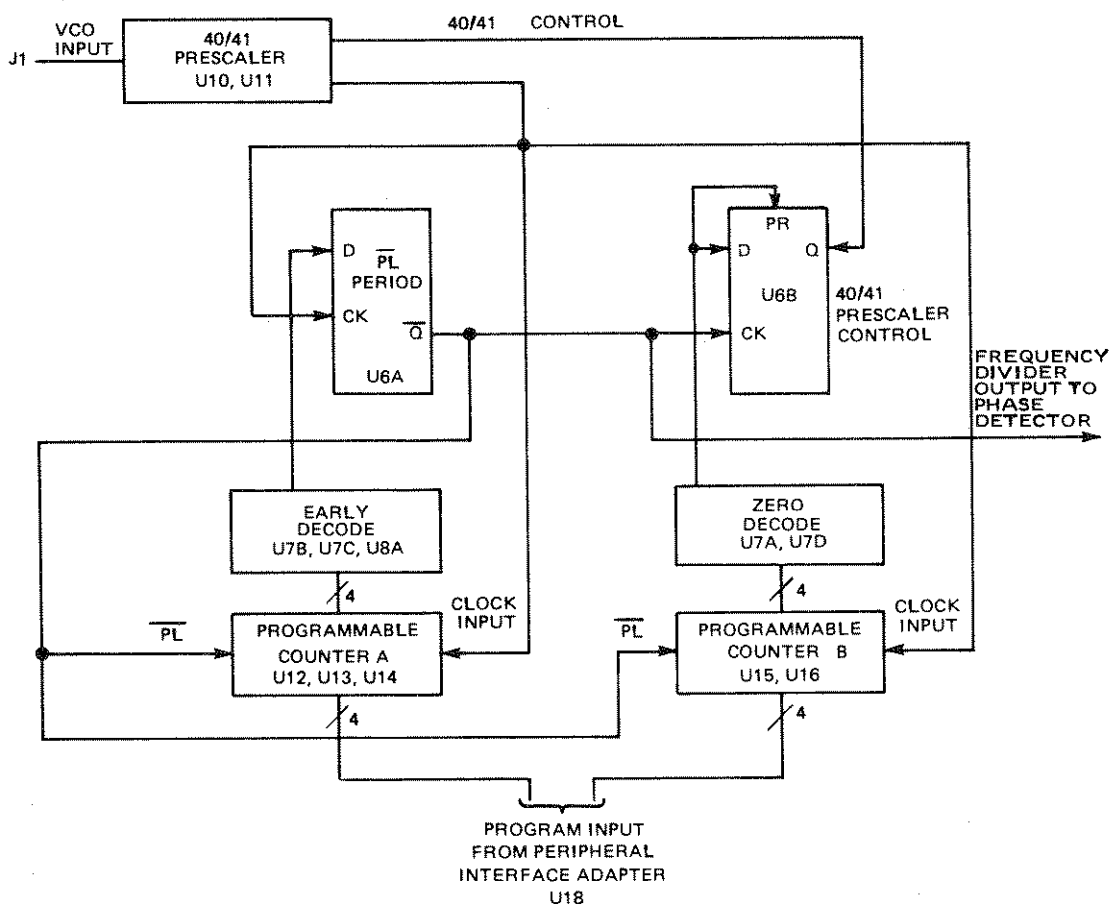 VCO
INPUT
J1
40/41
PRESCALER
U10, U11
40/41 CONTROL
D
PL
PERIOD
CK
Q
U6A
PR
D
Q
U6B
CK
40/41
PRESCALER
CONTROL
FREQUENCY
DIVIDER
OUTPUT TO
PHASE
DETECTOR
EARLY
DECODE
U7B, U7C, U8A
ZERO
DECODE
U7A, U7D
4
4
PL
PROGRAMMABLE
COUNTER A
U12, U13, U14
CLOCK
INPUT
PL
PROGRAMMABLE
COUNTER B
U15, U16
CLOCK
INPUT
4
4
PROGRAM INPUT
FROM PERIPHERAL
INTERFACE ADAPTER
U18